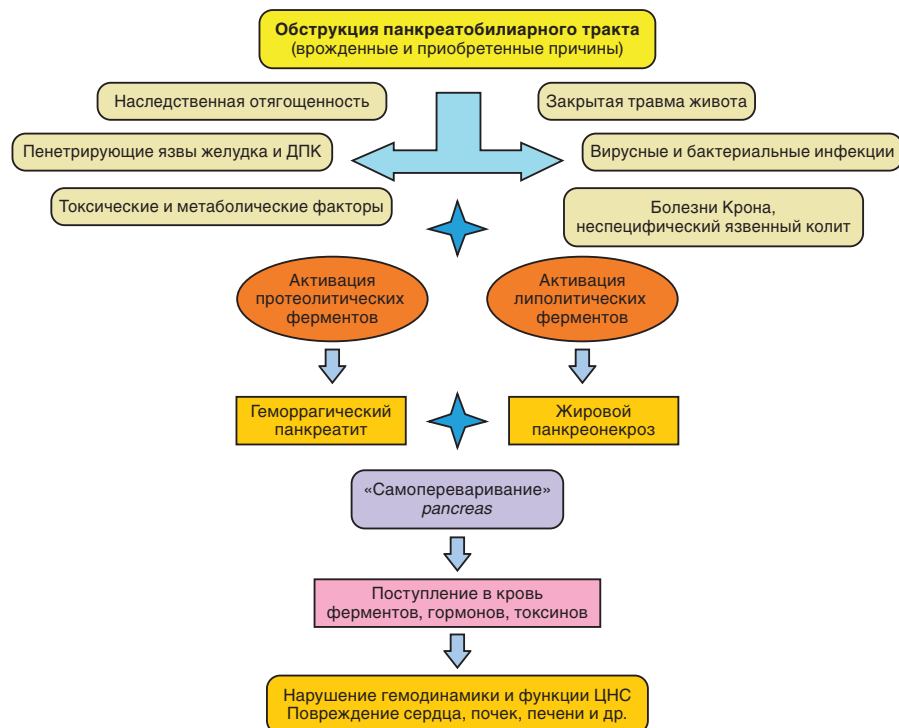 Обструкция панкреатобилиарного тракта
(врожденные и приобретенные причины)
Наследственная отягощенность
Закрытая травма живота
Пенетрирующие язвы желудка и ДПК
Вирусные и бактериальные инфекции
Токсические и метаболические факторы
Болезни Крона,
неспецифический язвенный колит
Активация
протеолитических
ферментов
Активация
липолитических
ферментов
Геморрагический
панкреатит
Жировой
панкреонекроз
«Самопереваривание»
pancreas
Поступление в кровь
ферментов, гормонов, токсинов
Нарушение гемодинамики и функции ЦНС
Повреждение сердца, почек, печени и др.